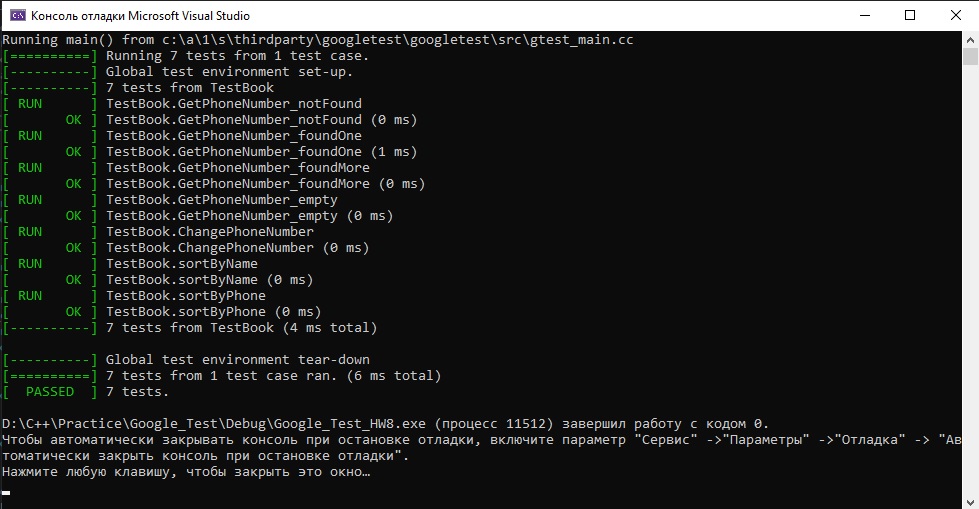 Консоль отладки Microsoft Visual Studio
Running main() from c:\a\1\s\thirdparty\googletest\googletest\src\gtest_main.cc
[==========] Running 7 tests from 1 test case.
[----------] Global test environment set-up.
[----------] 7 tests from TestBook
[ RUN      ] TestBook.GetPhoneNumber_notFound
[       OK ] TestBook.GetPhoneNumber_notFound (0 ms)
[ RUN      ] TestBook.GetPhoneNumber_foundOne
[       OK ] TestBook.GetPhoneNumber_foundOne (1 ms)
[ RUN      ] TestBook.GetPhoneNumber_foundMore
[       OK ] TestBook.GetPhoneNumber_foundMore (0 ms)
[ RUN      ] TestBook.GetPhoneNumber_empty
[       OK ] TestBook.GetPhoneNumber_empty (0 ms)
[ RUN      ] TestBook.ChangePhoneNumber
[       OK ] TestBook.ChangePhoneNumber (0 ms)
[ RUN      ] TestBook.sortByName
[       OK ] TestBook.sortByName (0 ms)
[ RUN      ] TestBook.sortByPhone
[       OK ] TestBook.sortByPhone (0 ms)
[----------] 7 tests from TestBook (4 ms total)
[----------] Global test environment tear-down
[==========] 7 tests from 1 test case ran. (6 ms total)
[  PASSED  ] 7 tests.
D:\C++\Practice\Google_Test\Debug\Google_Test_HW8.exe (процесс 11512) завершил работу с кодом 0.
Чтобы автоматически закрывать консоль при остановке отладки, включите параметр "Сервис" ->"Параметры" ->"Отладка" -> "Ав
томатически закрыть консоль при остановке отладки".
Нажмите любую клавишу, чтобы закрыть это окно…